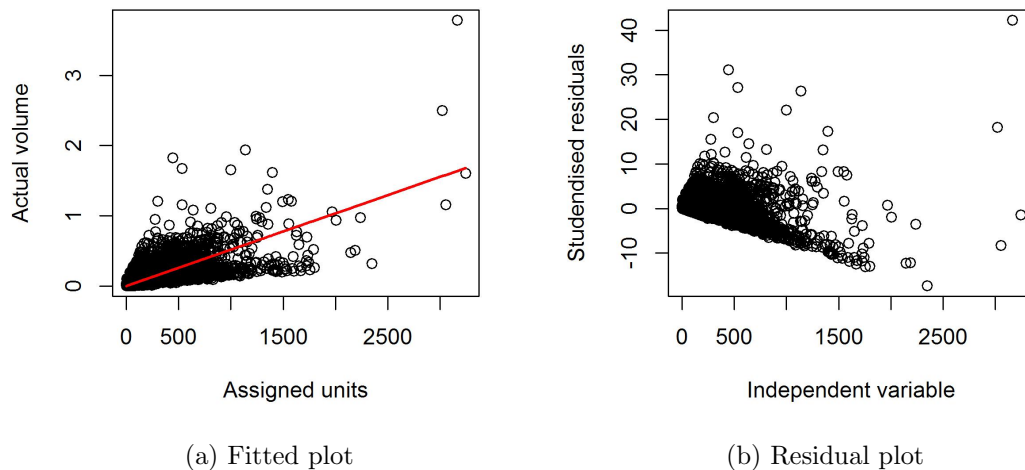 Actual volume
3
2
1
0
0 500 1500 2500
Assigned units
(a) Fitted plot
Studendised residuals
40
30
20
10
0
-10
0 500 1500 2500
Independent variable
(b) Residual plot